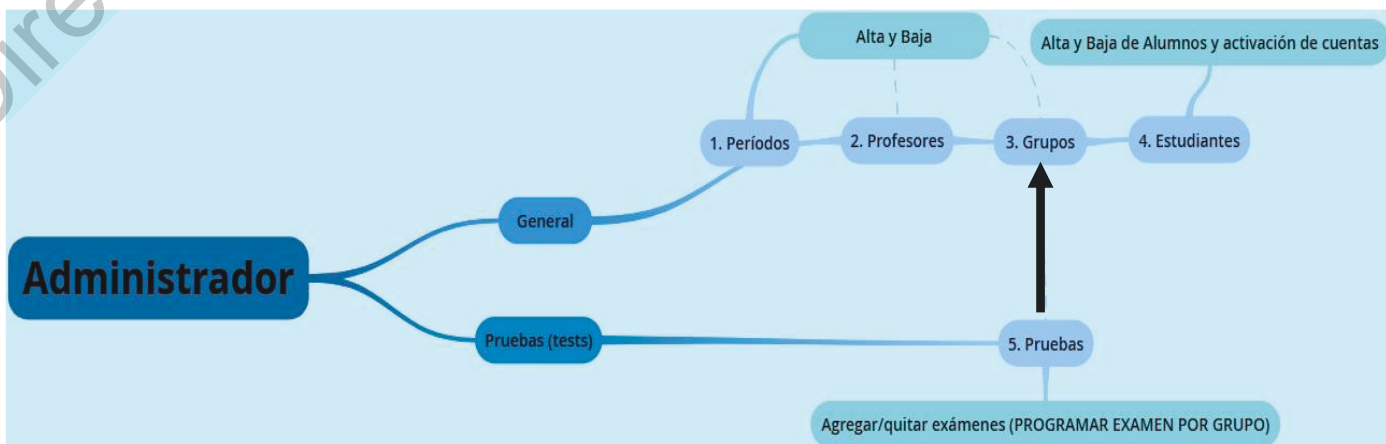 Alta y Baja
Alta y Baja de Alumnos y activación de cuentas
1. Períodos
2. Profesores
3. Grupos
4. Estudiantes
General
Administrador
Pruebas (tests)
5. Pruebas
Agregar/quitar exámenes (PROGRAMAR EXAMEN POR GRUPO)